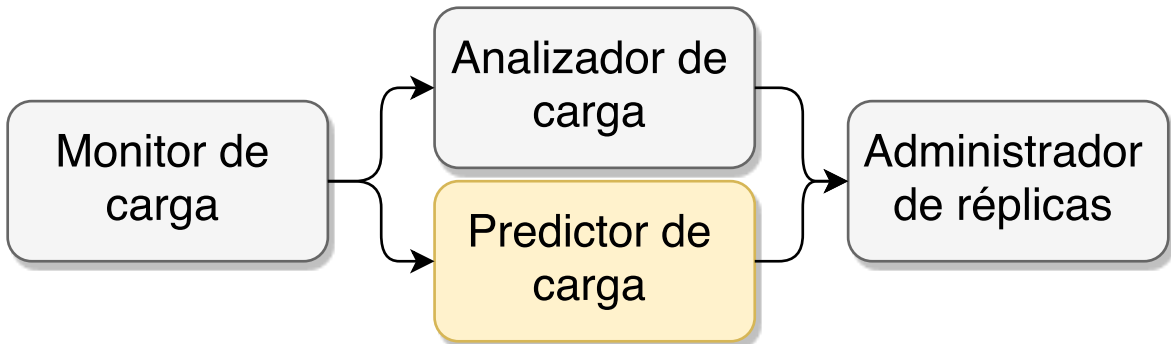 Monitor de
carga
Analizador de
carga
Predictor de
carga
Administrador
de réplicas